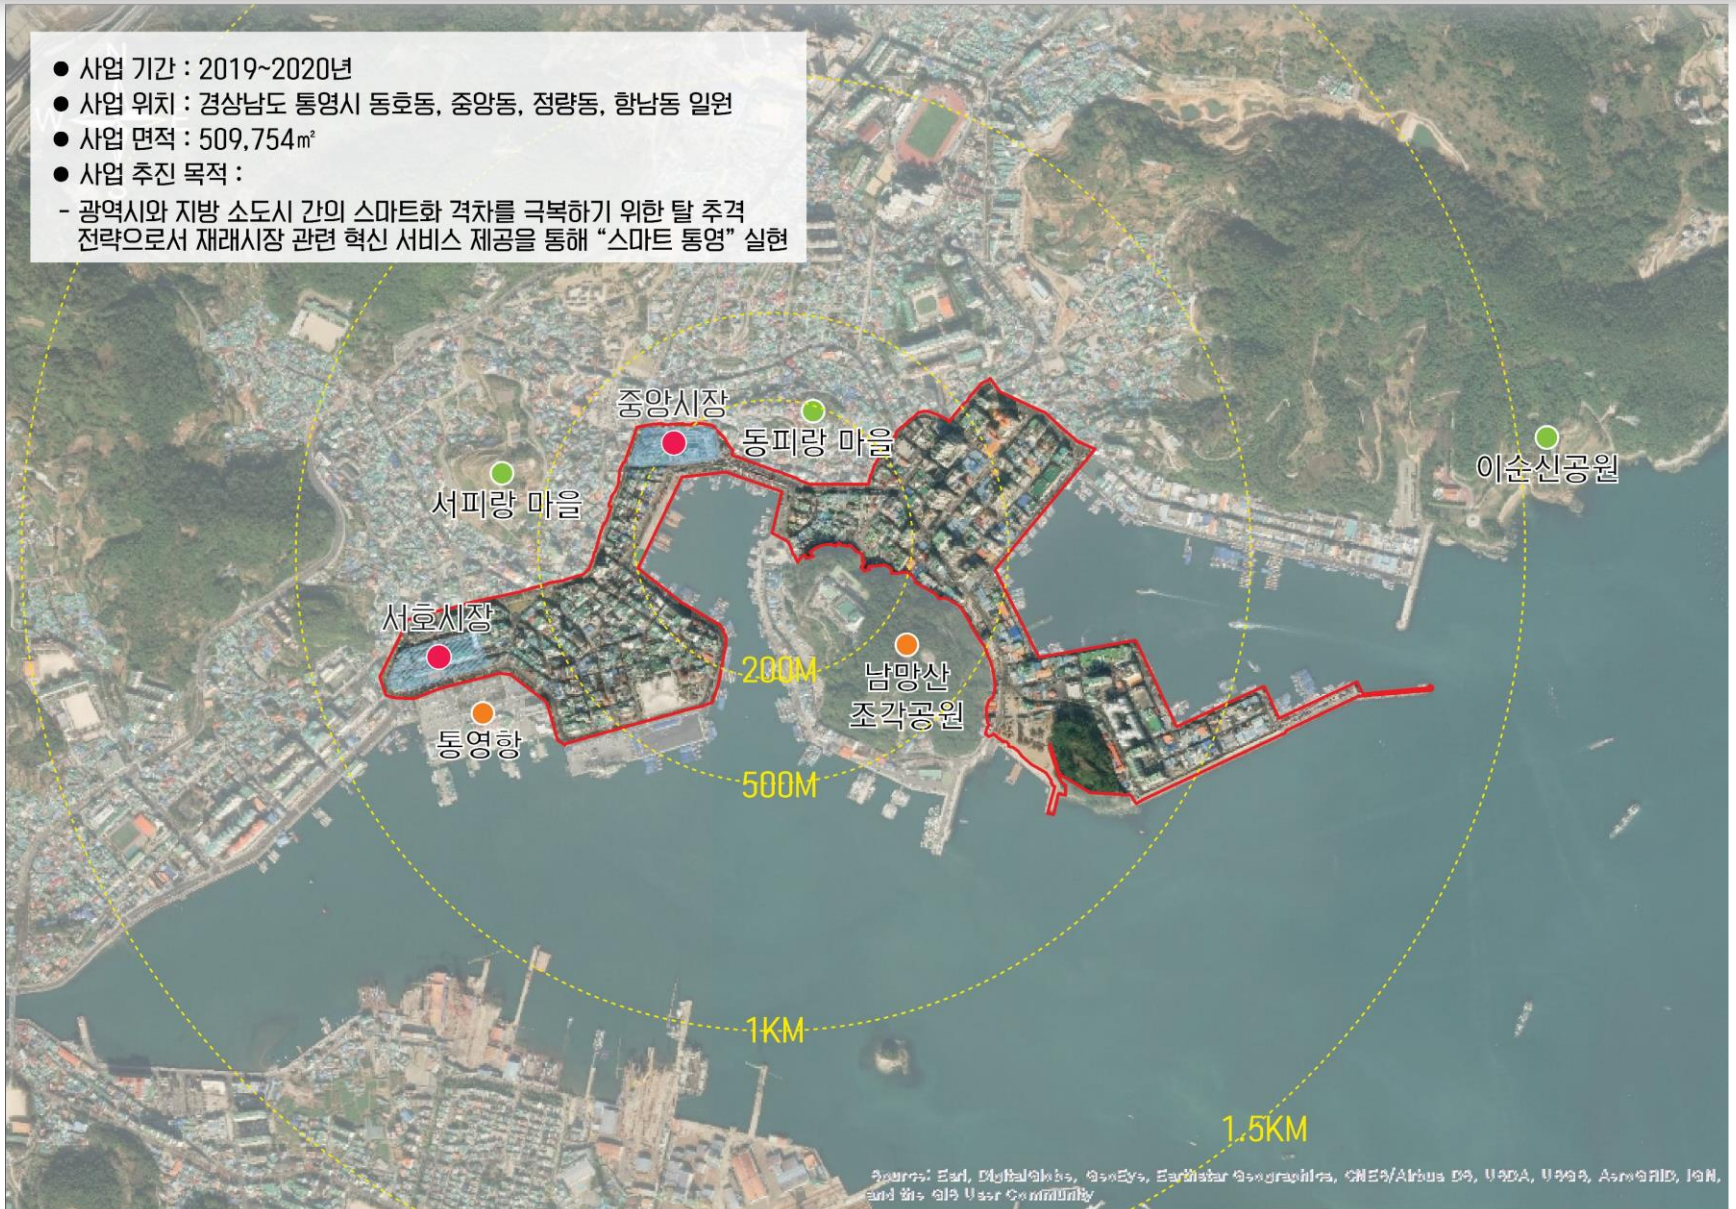 N
W
● 사업 기간 : 2019~2020년
● 사업 위치 : 경상남도 통영시 동호동, 중앙동, 정량동, 항남동 일원
● 사업 면적 : 509,754㎡
● 사업 추진 목적 :
- 광역시와 지방 소도시 간의 스마트화 격차를 극복하기 위한 탈 추격
전략으로서 재래시장 관련 혁신 서비스 제공을 통해 “스마트 통영” 실현
중앙시장
동피랑 마을
이순신공원
서피랑 마을
서호시장
200M
남망산
조각공원
통영항
500M
1KM
1.5KM
Source: Esri, DigitalGlobe, GeoEye, Earthstar Geographics, CNES/Airbus DS, USDA, USGS, AeroGRID, IGN,
and the GIS User Community